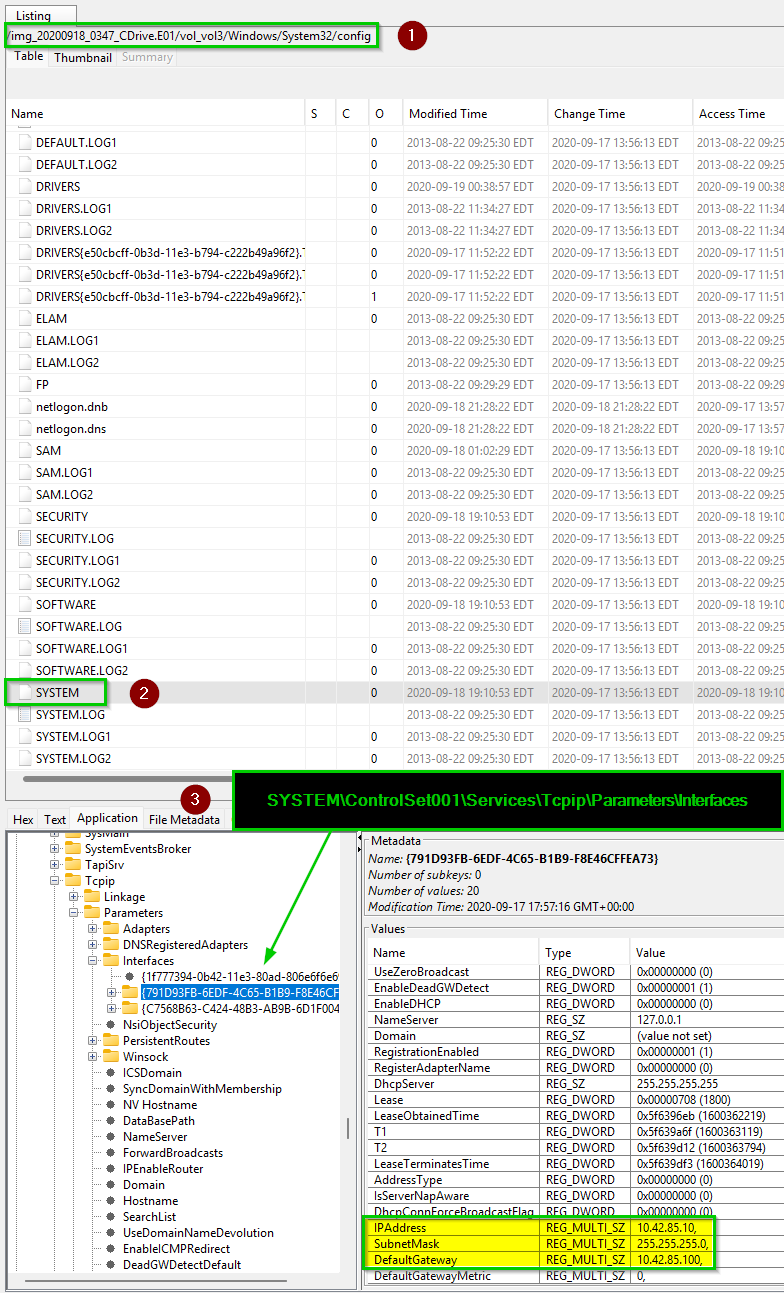 Listing
/img_20200918_0347_CDrive.E01/vol_vol3/Windows/System32/config
1
Table Thumbnail Summary
Name S C O Modified Time Change Time Access Time
DEFAULT.LOG1 0 2013-08-22 09:25:30 EDT 2020-09-17 13:56:13 EDT 2013-08-22 09:25
DEFAULT.LOG2 0 2013-08-22 09:25:30 EDT 2020-09-17 13:56:13 EDT 2013-08-22 09:25
DRIVERS 0 2020-09-19 00:38:57 EDT 2020-09-17 13:56:13 EDT 2020-09-19 00:38
DRIVERS.LOG1 0 2013-08-22 11:34:27 EDT 2020-09-17 13:56:13 EDT 2013-08-22 11:34
DRIVERS.LOG2 0 2013-08-22 11:34:27 EDT 2020-09-17 13:56:13 EDT 2013-08-22 11:34
DRIVERS{e50cbcff-0b3d-11e3-b794-c222b49a96f2}. 0 2020-09-17 11:52:22 EDT 2020-09-17 13:56:13 EDT 2020-09-17 11:51
DRIVERS{e50cbcff-0b3d-11e3-b794-c222b49a96f2}. 0 2020-09-17 11:52:22 EDT 2020-09-17 13:56:13 EDT 2020-09-17 11:51
DRIVERS{e50cbcff-0b3d-11e3-b794-c222b49a96f2}. 1 2020-09-17 11:52:22 EDT 2020-09-17 13:56:13 EDT 2020-09-17 11:51
ELAM 0 2013-08-22 09:25:30 EDT 2020-09-17 13:56:13 EDT 2013-08-22 09:25
ELAM.LOG1 2013-08-22 09:25:30 EDT 2020-09-17 13:56:13 EDT 2013-08-22 09:25
ELAM.LOG2 2013-08-22 09:25:30 EDT 2020-09-17 13:56:13 EDT 2013-08-22 09:25
FP 0 2013-08-22 09:29:29 EDT 2020-09-17 13:56:13 EDT 2013-08-22 09:29
netlogon.dnb 0 2020-09-18 21:28:22 EDT 2020-09-18 21:28:22 EDT 2020-09-17 13:57
netlogon.dns 0 2020-09-18 21:28:22 EDT 2020-09-18 21:28:22 EDT 2020-09-17 13:57
SAM 0 2020-09-18 01:02:29 EDT 2020-09-17 13:56:13 EDT 2020-09-18 19:10
SAM.LOG1 0 2013-08-22 09:25:30 EDT 2020-09-17 13:56:13 EDT 2013-08-22 09:25
SAM.LOG2 0 2013-08-22 09:25:30 EDT 2020-09-17 13:56:13 EDT 2013-08-22 09:25
SECURITY 0 2020-09-18 19:10:53 EDT 2020-09-17 13:56:13 EDT 2020-09-18 19:10
SECURITY.LOG 2013-08-22 09:25:30 EDT 2020-09-17 13:56:13 EDT 2013-08-22 09:25
SECURITY.LOG1 0 2013-08-22 09:25:30 EDT 2020-09-17 13:56:13 EDT 2013-08-22 09:25
SECURITY.LOG2 0 2013-08-22 09:25:30 EDT 2020-09-17 13:56:13 EDT 2013-08-22 09:25
SOFTWARE 0 2020-09-18 19:10:53 EDT 2020-09-17 13:56:13 EDT 2020-09-18 19:10
SOFTWARE.LOG 2013-08-22 09:25:30 EDT 2020-09-17 13:56:13 EDT 2013-08-22 09:25
SOFTWARE.LOG1 0 2013-08-22 09:25:30 EDT 2020-09-17 13:56:13 EDT 2013-08-22 09:25
SOFTWARE.LOG2 0 2013-08-22 09:25:30 EDT 2020-09-17 13:56:13 EDT 2013-08-22 09:25
SYSTEM 2 0 2020-09-18 19:10:53 EDT 2020-09-17 13:56:13 EDT 2020-09-18 19:10
SYSTEM.LOG 2013-08-22 09:25:30 EDT 2020-09-17 13:56:13 EDT 2013-08-22 09:25
SYSTEM.LOG1 0 2013-08-22 09:25:30 EDT 2020-09-17 13:56:13 EDT 2013-08-22 09:25
SYSTEM.LOG2 0 2013-08-22 09:25:30 EDT 2020-09-17 13:56:13 EDT 2013-08-22 09:25
3
SYSTEM\ControlSet001\Services\Tcpip\Parameters\Interfaces
Hex Text Application File Metadata
SysMain
SystemEventsBroker
TapiSrv
Tcpip
Linkage
Parameters
Adapters
DNSRegisteredAdapters
Interfaces
{1f777394-0b42-11e3-80ad-806e6f6e6
{791D93FB-6EDF-4C65-B1B9-F8E46CF
{C7568B63-C424-48B3-AB9B-6D1F004
NsiObjectSecurity
PersistentRoutes
Winsock
ICSDomain
SyncDomainWithMembership
NV Hostname
DataBasePath
NameServer
ForwardBroadcasts
IPEnableRouter
Domain
Hostname
SearchList
UseDomainNameDevolution
EnableICMPRedirect
DeadGWDetectDefault
Metadata
Name: {791D93FB-6EDF-4C65-B1B9-F8E46CFFEA73}
Number of subkeys: 0
Number of values: 20
Modification Time: 2020-09-17 17:57:16 GMT+00:00
Values
Name Type Value
UseZeroBroadcast REG_DWORD 0x00000000 (0)
EnableDeadGWDetect REG_DWORD 0x00000001 (1)
EnableDHCP REG_DWORD 0x00000000 (0)
NameServer REG_SZ 127.0.0.1
Domain REG_SZ (value not set)
RegistrationEnabled REG_DWORD 0x00000001 (1)
RegisterAdapterName REG_DWORD 0x00000000 (0)
DhcpServer REG_SZ 255.255.255.255
Lease REG_DWORD 0x00000708 (1800)
LeaseObtainedTime REG_DWORD 0x5f6396eb (1600362219)
T1 REG_DWORD 0x5f639a6f (1600363119)
T2 REG_DWORD 0x5f639d12 (1600363794)
LeaseTerminatesTime REG_DWORD 0x5f639df3 (1600364019)
AddressType REG_DWORD 0x00000000 (0)
IsServerNapAware REG_DWORD 0x00000000 (0)
DhcpConnForceBroadcastFlag REG_DWORD 0x00000000 (0)
IPAddress REG_MULTI_SZ 10.42.85.10,
SubnetMask REG_MULTI_SZ 255.255.255.0,
DefaultGateway REG_MULTI_SZ 10.42.85.100,
DefaultGatewayMetric REG_MULTI_SZ 0,